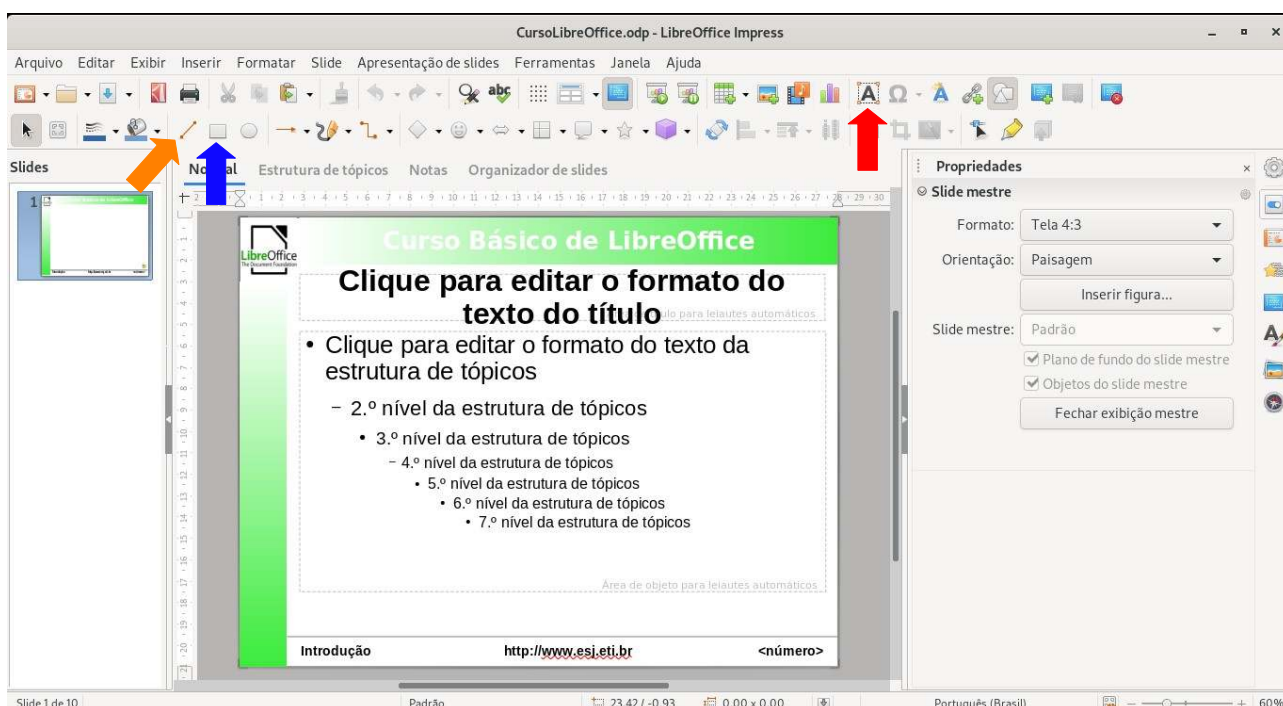 CursoLibreOffice.odp - LibreOffice Impress
Arquivo Editar Exibir Inserir Formatar Slide Apresentação de slides Ferramentas Janela Ajuda
Slides
Normal Estrutura de tópicos Notas Organizador de slides
1
LibreOffice
The Document Foundation
Curso Básico de LibreOffice
Clique para editar o formato do
texto do título
para leiautes automáticos
• Clique para editar o formato do texto da
estrutura de tópicos
– 2.º nível da estrutura de tópicos
• 3.º nível da estrutura de tópicos
– 4.º nível da estrutura de tópicos
• 5.º nível da estrutura de tópicos
• 6.º nível da estrutura de tópicos
• 7.º nível da estrutura de tópicos
Área de objeto para leiautes automáticos
Introdução http://www.esj.eti.br <número>
Propriedades
Slide mestre
Formato: Tela 4:3
Orientação: Paisagem
Inserir figura...
Slide mestre: Padrão
Plano de fundo do slide mestre
Objetos do slide mestre
Fechar exibição mestre
Slide 1 de 10 Padrão 23,42 / -0,93 0,00 x 0,00 Português (Brasil) 60%